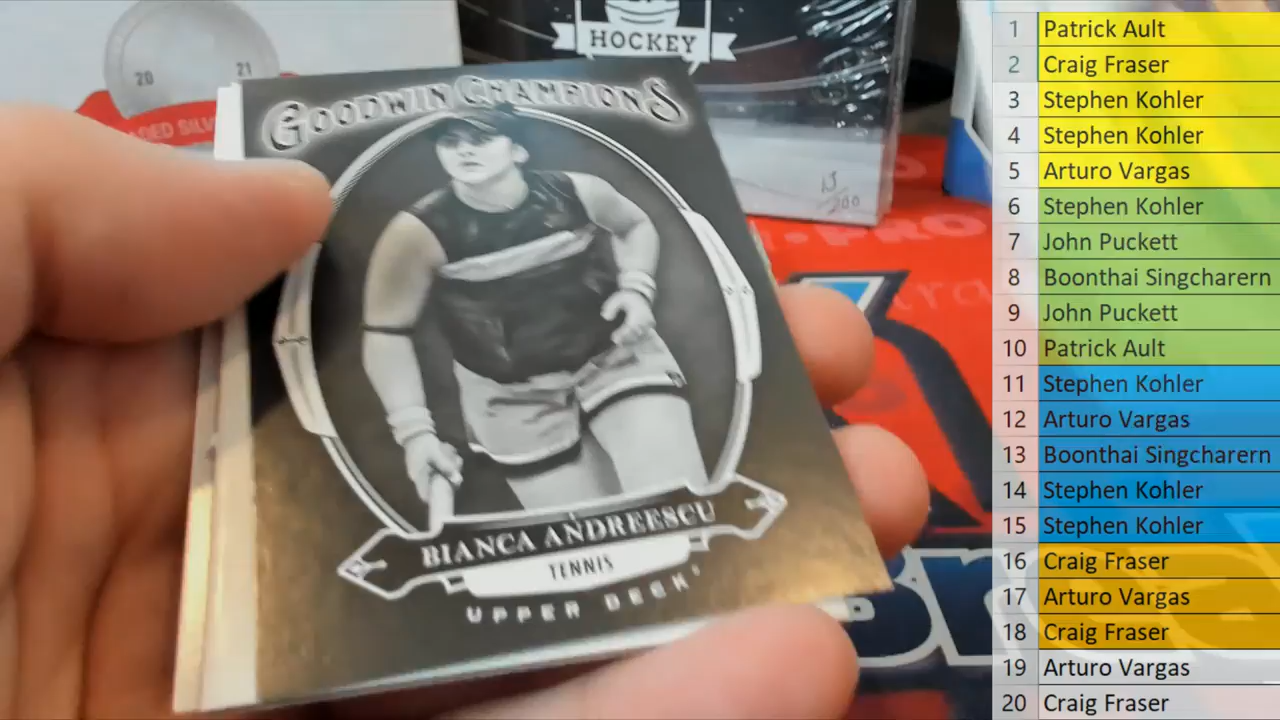 HOCKEY
20 21
GOODWIN CHAMPIONS
BIANCA ANDREESCU
TENNIS
UPPER DECK
1 Patrick Ault
2 Craig Fraser
3 Stephen Kohler
4 Stephen Kohler
5 Arturo Vargas
6 Stephen Kohler
7 John Puckett
8 Boonthai Singcharern
9 John Puckett
10 Patrick Ault
11 Stephen Kohler
12 Arturo Vargas
13 Boonthai Singcharern
14 Stephen Kohler
15 Stephen Kohler
16 Craig Fraser
17 Arturo Vargas
18 Craig Fraser
19 Arturo Vargas
20 Craig Fraser